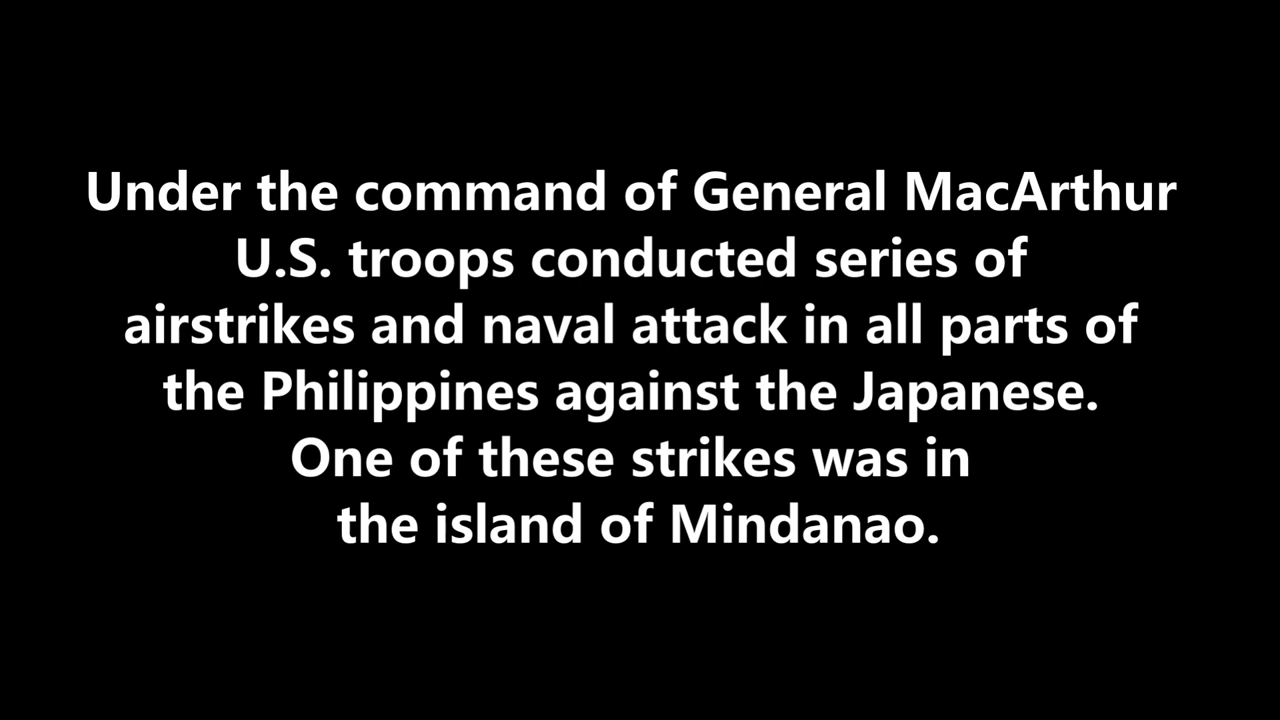 Under the command of General MacArthur
U.S. troops conducted series of
airstrikes and naval attack in all parts of
the Philippines against the Japanese.
One of these strikes was in
the island of Mindanao.